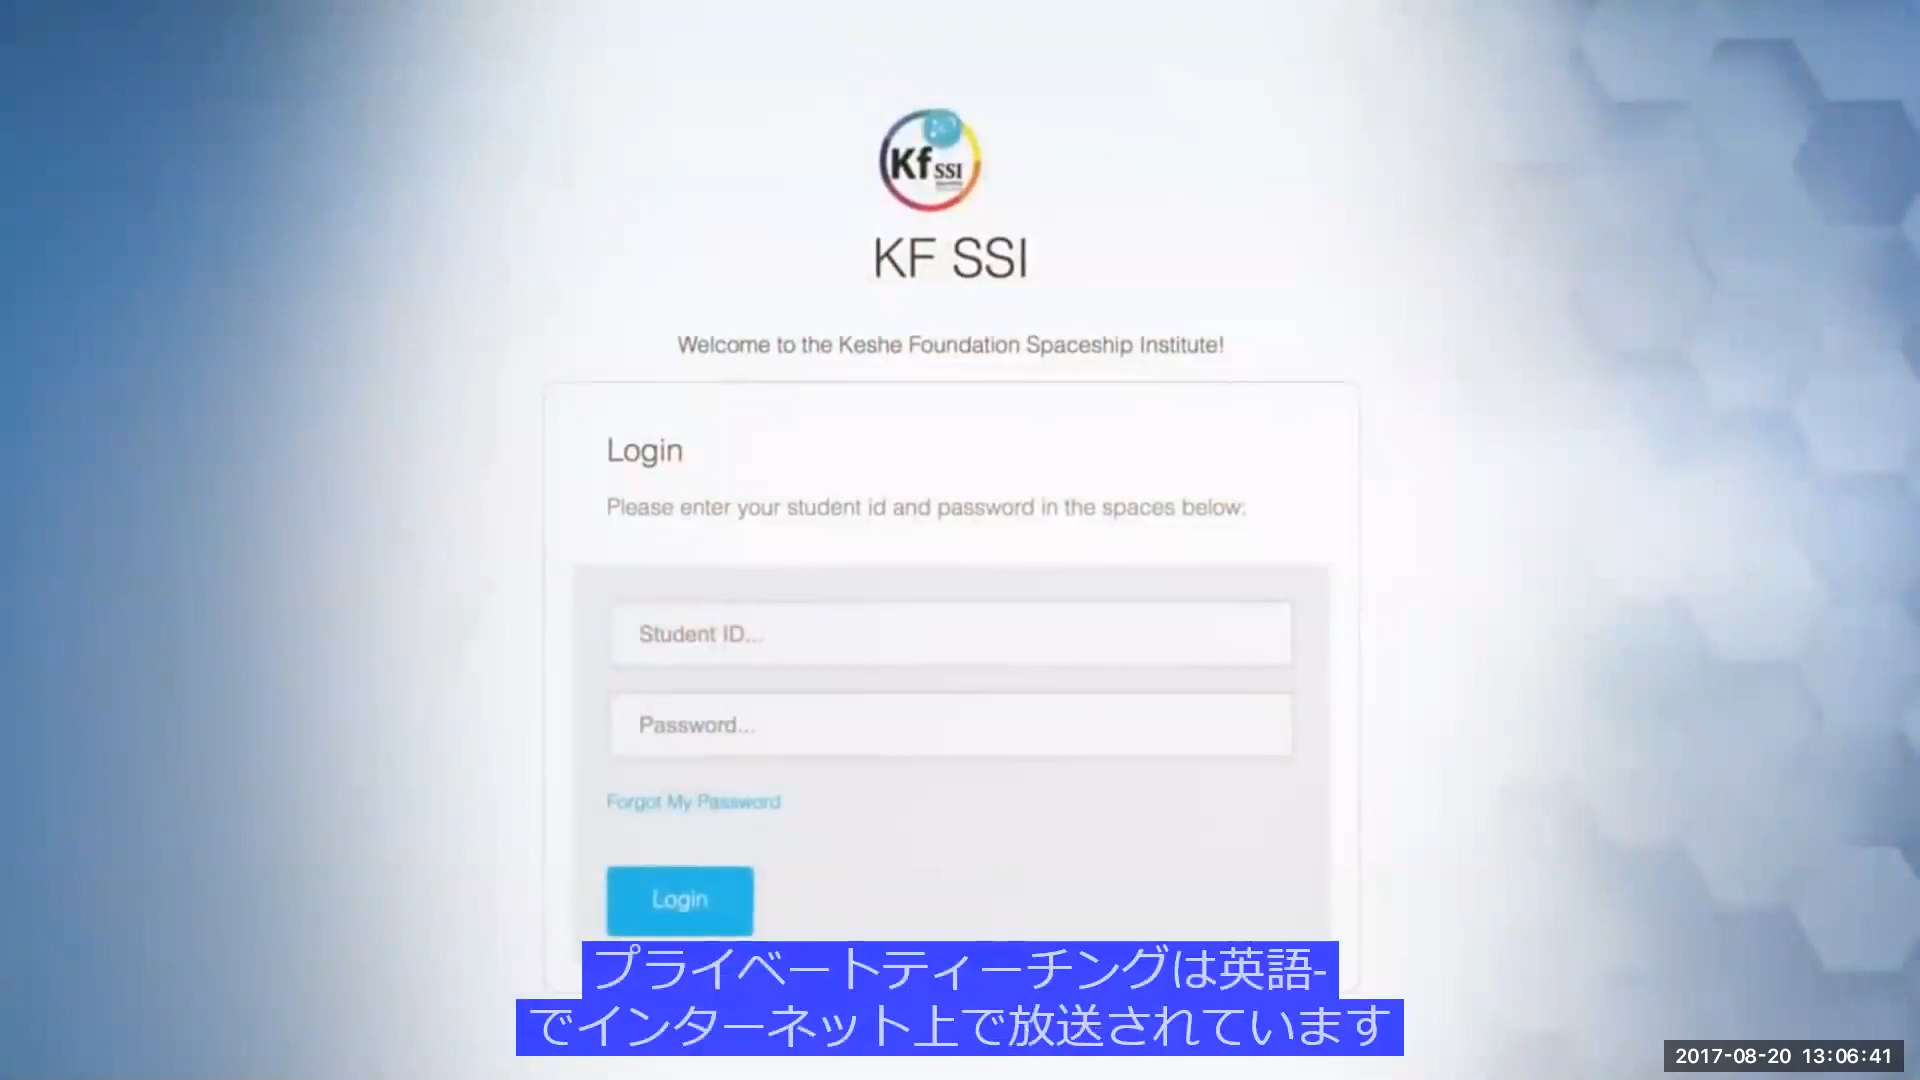 Kf SSI
KF SSI
Welcome to the Keshe Foundation Spaceship Institute!
Login
Please enter your student id and password in the spaces below:
Student ID...
Password...
Forgot My Password
Login
プライベートティーチングは英語-
でインターネット上で放送されています
2017-08-20 13:06:41